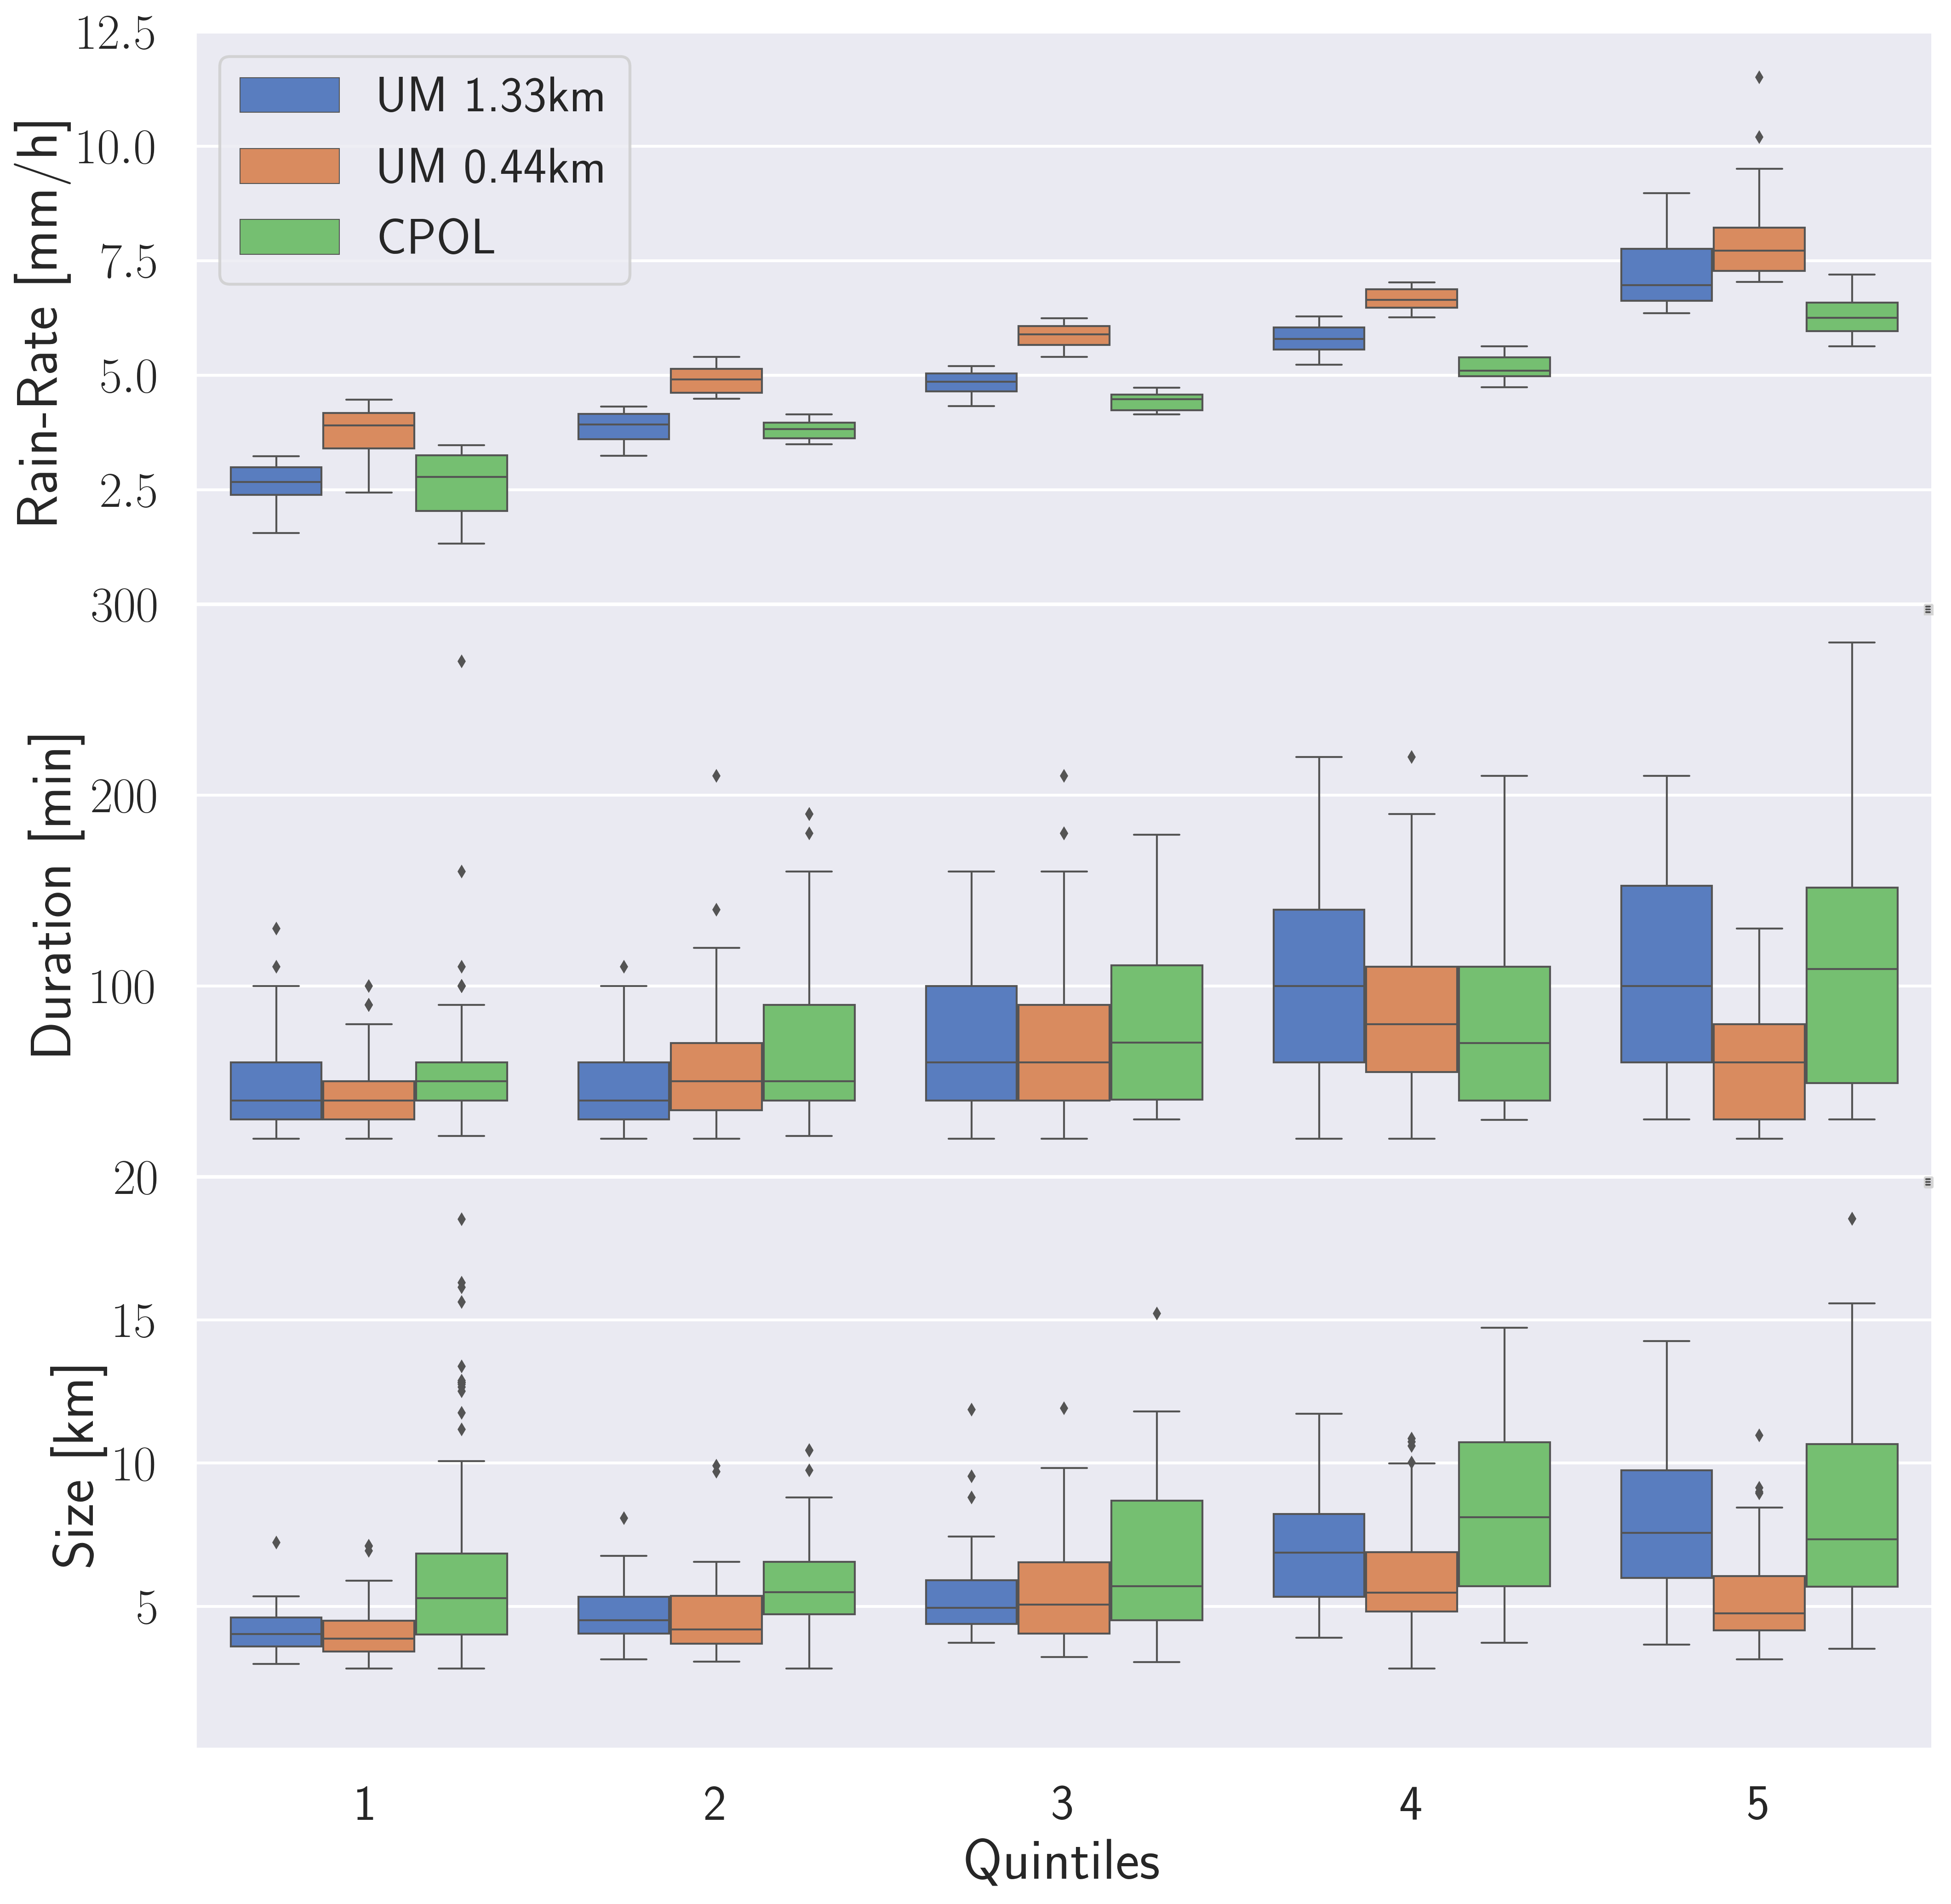 12.5
10.0
7.5
5.0
2.5
Rain-Rate [mm/h]
UM 1.33km
UM 0.44km
CPOL
300
200
100
Duration [min]
20
15
10
5
Size [km]
1 2 3 4 5
Quintiles